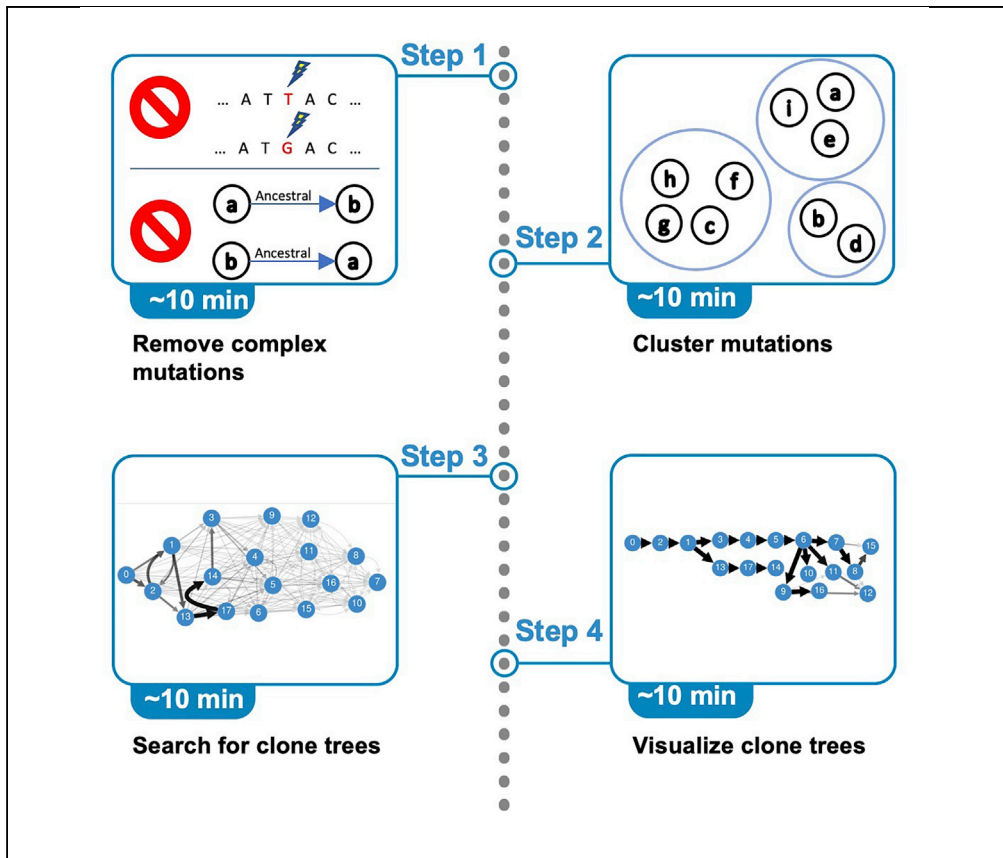 Step 1
... A T T A C ...
... A T G A C ...
a Ancestral b
b Ancestral a
~10 min
Remove complex
mutations
Step 2
i a
e
h f
g c
b
d
~10 min
Cluster mutations
Step 3
3 9 12
1 11
4 8
0 14 5 16 7
2
13 17 6 15 10
~10 min
Search for clone trees
Step 4
0 2 1 3 4 5 6 7 15
13 17 14 10 11 8
9 16 12
~10 min
Visualize clone trees